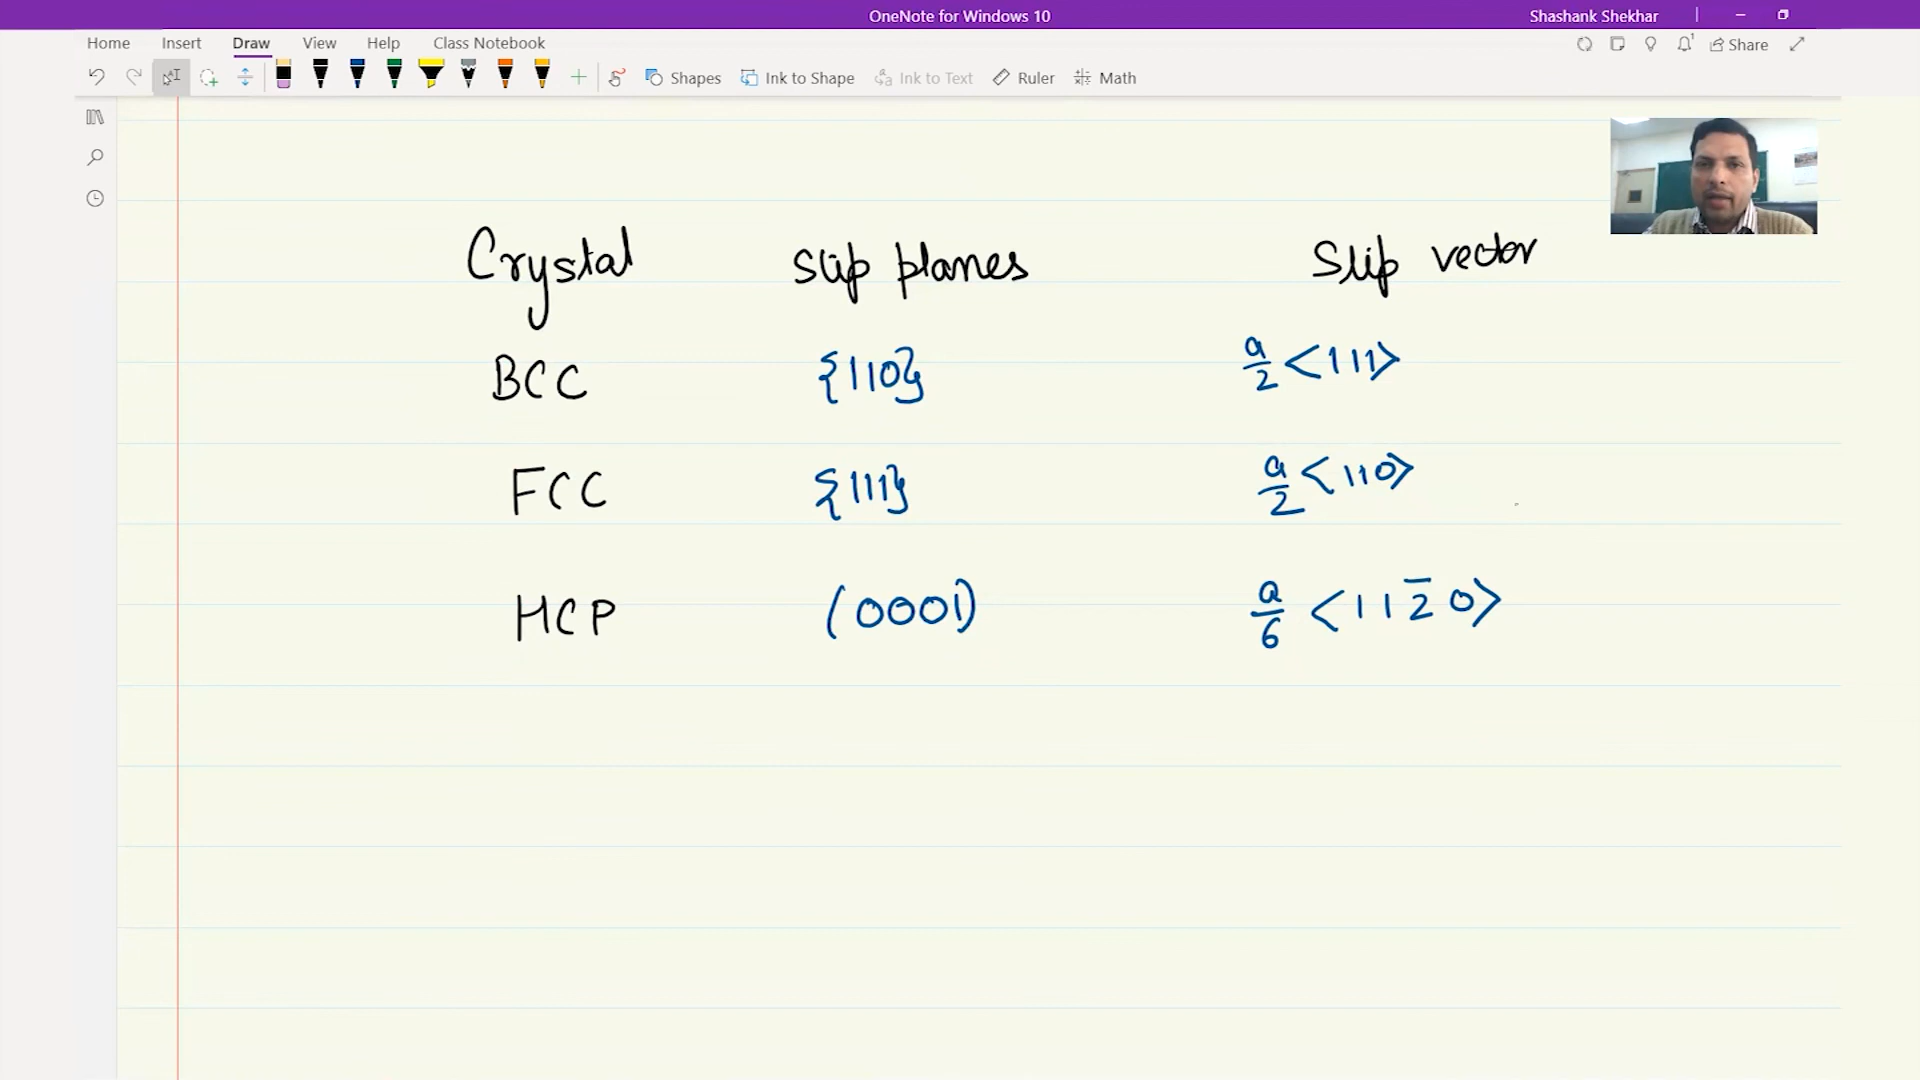 OneNote for Windows 10
Shashank Shekhar
Home Insert Draw View Help Class Notebook
Share
Shapes Ink to Shape Ink to Text Ruler Math
Crystal Slip planes Slip vector
BCC {110} a/2 <111>
FCC {111} a/2 <110>
HCP (0001) a/6 <112̅0>